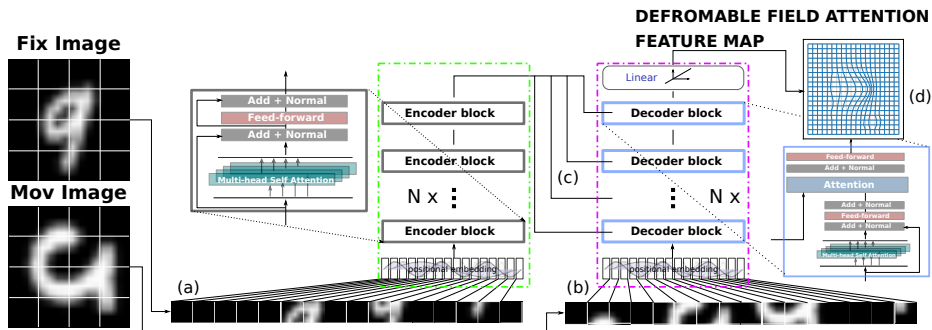 DEFROMABLE FIELD ATTENTION
FEATURE MAP
Fix Image
Mov Image
Add + Normal
Feed-forward
Add + Normal
Multi-head Self Attention
Encoder block
Encoder block
N x
Encoder block
positional embedding
(a)
(c)
Linear
Decoder block
Decoder block
N x
Decoder block
positional embedding
(b)
(d)
Feed-forward
Add + Normal
Attention
Add + Normal
Feed-forward
Add + Normal
Multi-head Self Attention